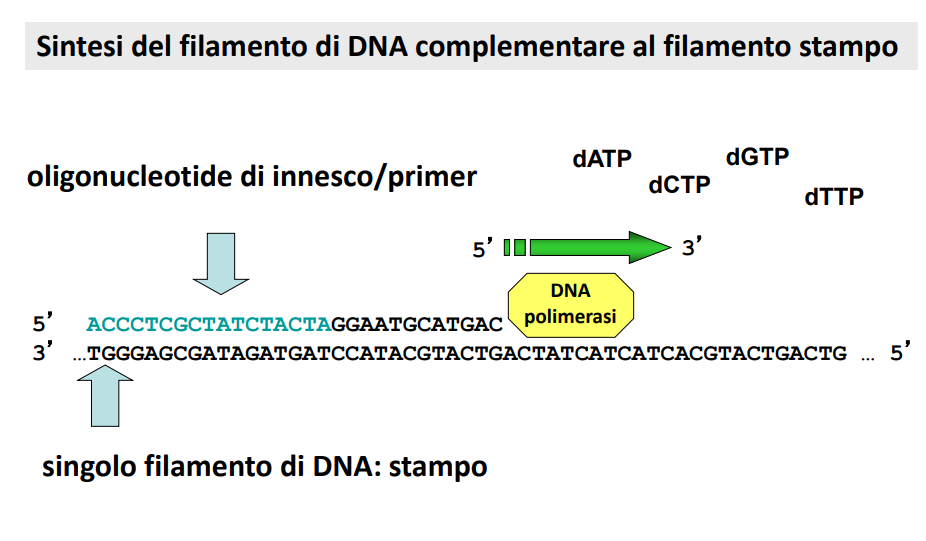 Sintesi del filamento di DNA complementare al filamento stampo
dATP
dGTP
oligonucleotide di innesco/primer
dCTP
dTTP
5’
3’
DNA
polimerasi
5’ ACCCTCGCTATCTACTAGGAATGCATGAC
3’ …TGGGAGCGATAGATGATCCATACGTACTGACTATCATCATCACGTACTGACTG … 5’
singolo filamento di DNA: stampo